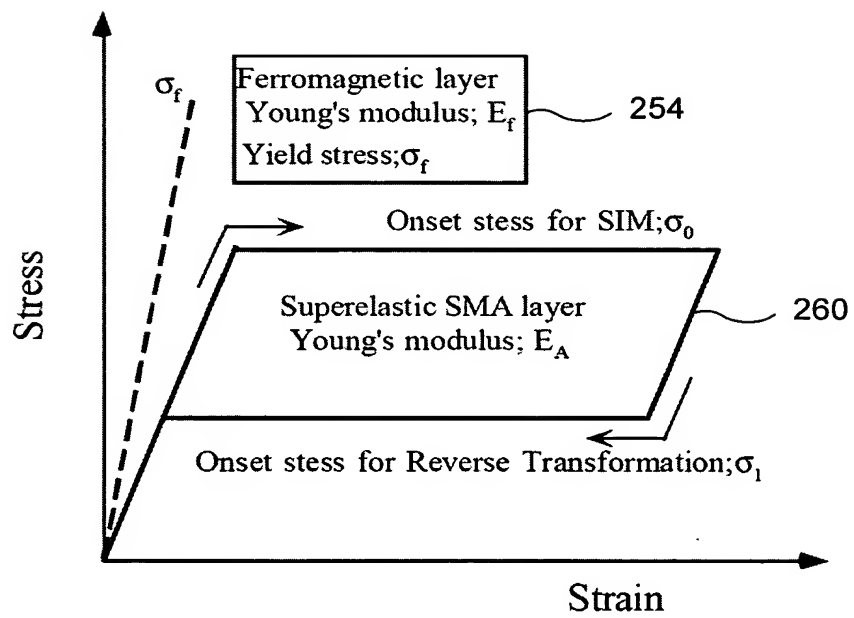 σf
Ferromagnetic layer
Young's modulus; Ef
Yield stress;σf
254
Onset stess for SIM;σ0
Superelastic SMA layer
Young's modulus; EA
260
Onset stess for Reverse Transformation;σ1
Stress
Strain